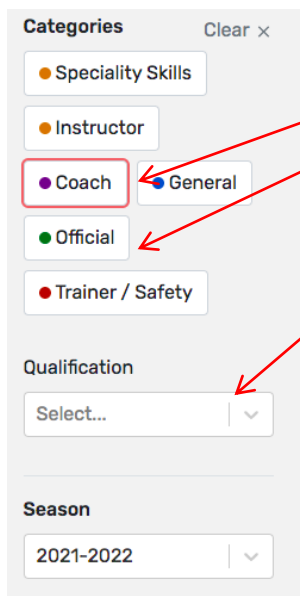 Categories Clear ×
Speciality Skills
Instructor
Coach General
Official
Trainer / Safety
Qualification
Select...
Season
2021-2022